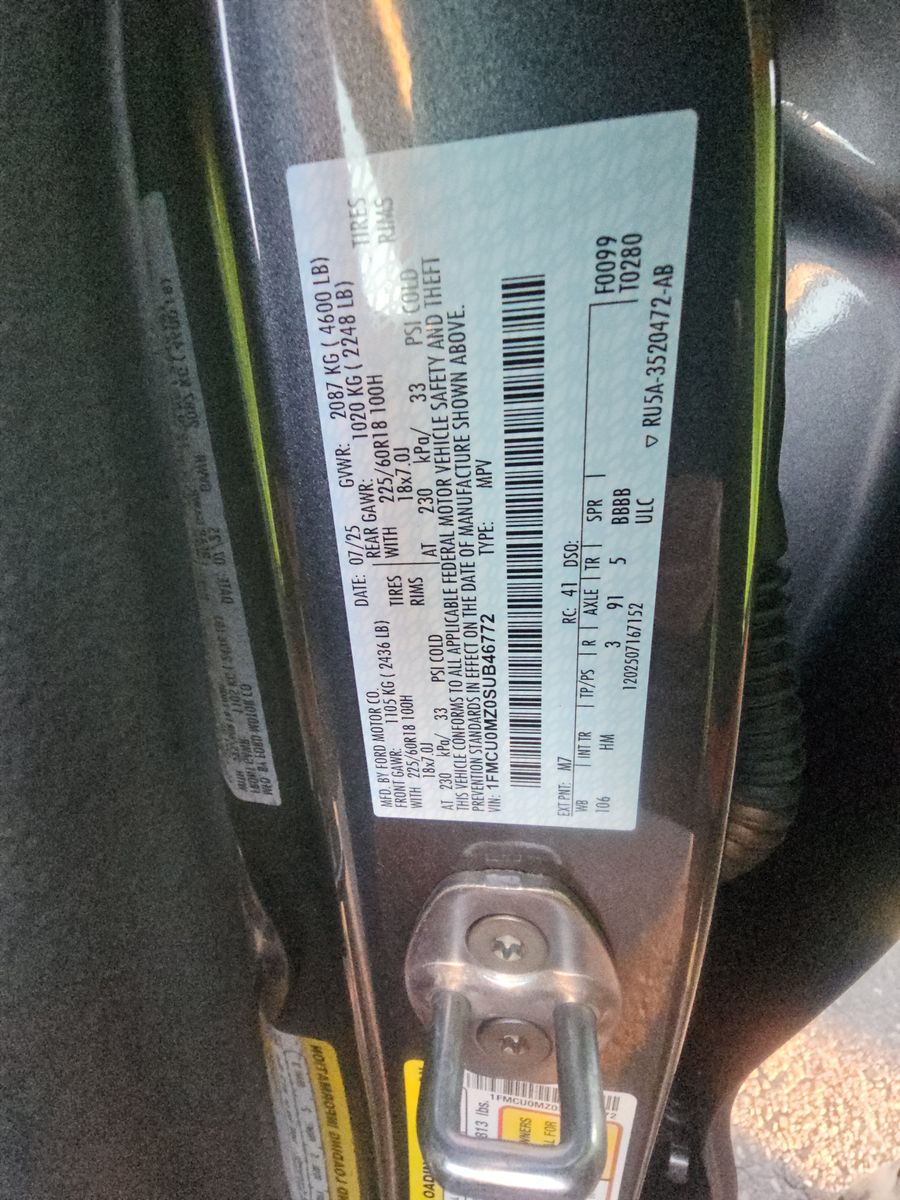 MFD. BY FORD MOTOR CO.
DATE: 07/25 GVWR: 2087 KG ( 4600 LB)
FRONT GAWR: 1105 KG ( 2436 LB) REAR GAWR: 1020 KG ( 2248 LB)
WITH 225/60R18 100H TIRES WITH 225/60R18 100H TIRES
18x7.0J RIMS 18x7.0J RIMS
AT 230 kPa/ 33 PSI COLD AT 230 kPa/ 33 PSI COLD
THIS VEHICLE CONFORMS TO ALL APPLICABLE FEDERAL MOTOR VEHICLE SAFETY AND THEFT
PREVENTION STANDARDS IN EFFECT ON THE DATE OF MANUFACTURE SHOWN ABOVE.
VIN: 1FMCU0MZ0SUB46772 TYPE: MPV
EXT PNT: M7 RC: 41 DSO: F0099
WB INT TR TP/PS R AXLE TR SPR T0280
106 HM 3 91 5 BBBB
1202507167152 ULC ▽ RU5A-3520472-AB
813 lbs.
1FMCU0MZ0